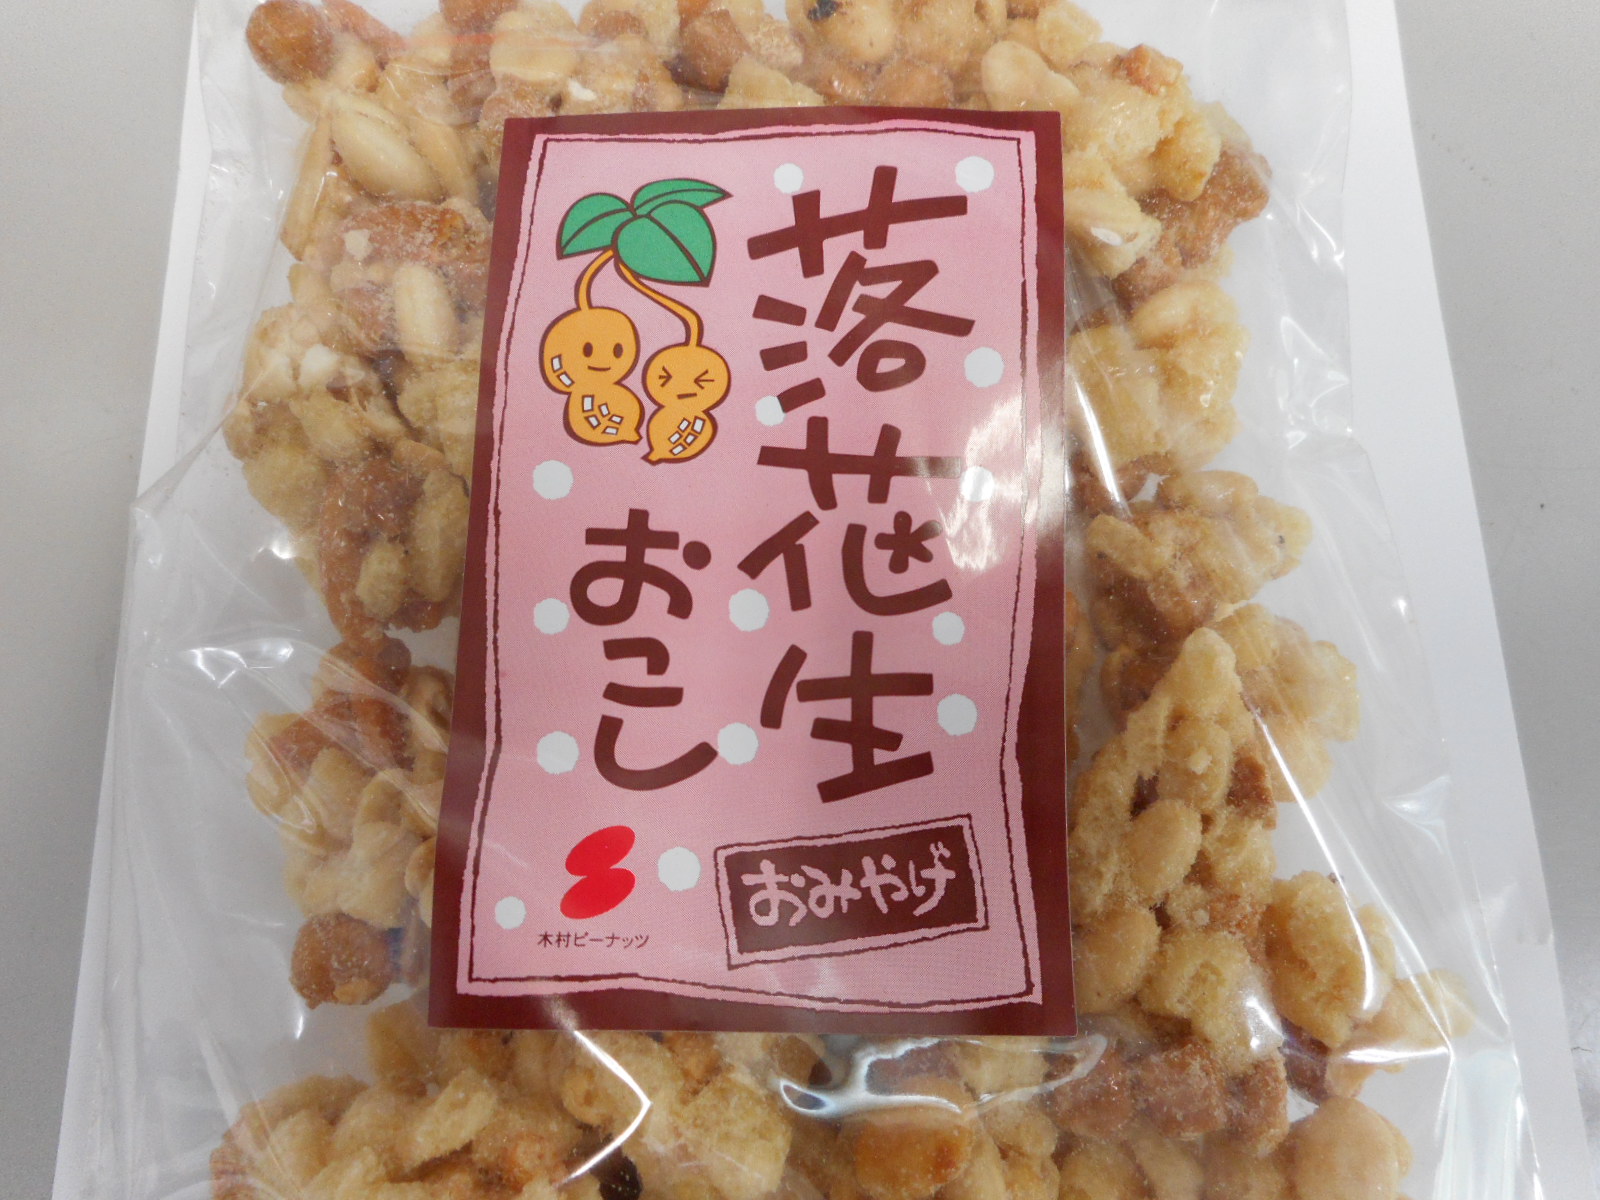 落花生
おこし
おみやげ
木村ピーナッツ